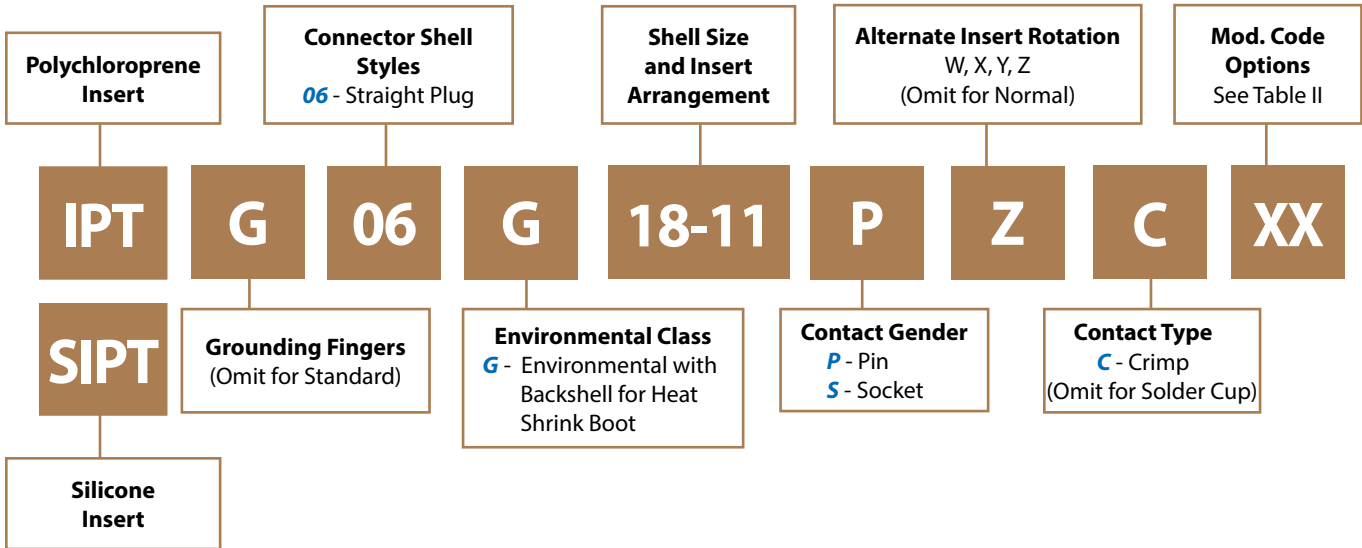 Polychloroprene
Insert
Connector Shell
Styles
06 - Straight Plug
Shell Size
and Insert
Arrangement
Alternate Insert Rotation
W, X, Y, Z
(Omit for Normal)
Mod. Code
Options
See Table II
IPT G 06 G 18-11 P Z C XX
SIPT
Grounding Fingers
(Omit for Standard)
Environmental Class
G - Environmental with
Backshell for Heat
Shrink Boot
Contact Gender
P - Pin
S - Socket
Contact Type
C - Crimp
(Omit for Solder Cup)
Silicone
Insert